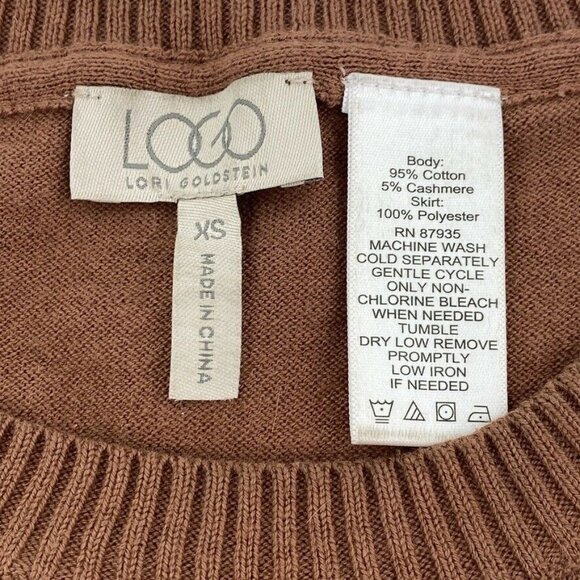 LOGO
LORI GOLDSTEIN
XS
MADE IN CHINA
Body:
95% Cotton
5% Cashmere
Skirt:
100% Polyester
RN 87935
MACHINE WASH
COLD SEPARATELY
GENTLE CYCLE
ONLY NON-
CHLORINE BLEACH
WHEN NEEDED
TUMBLE
DRY LOW REMOVE
PROMPTLY
LOW IRON
IF NEEDED